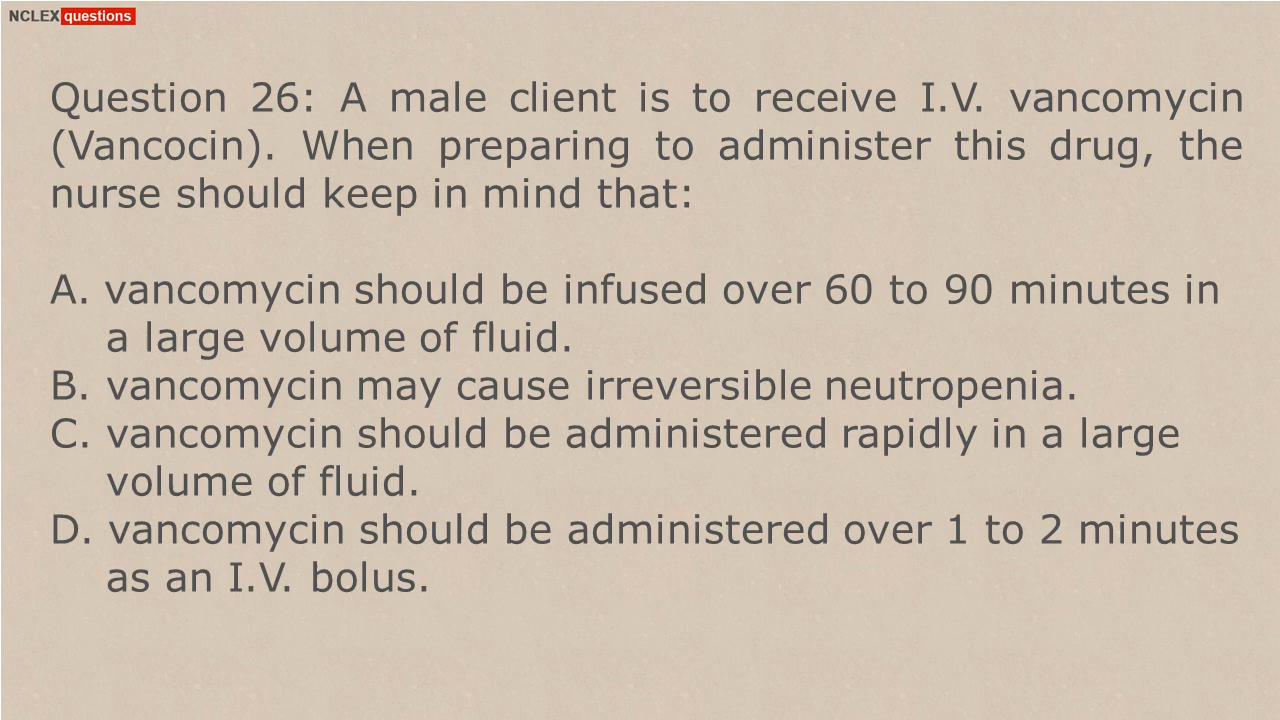 NCLEX questions
Question 26: A male client is to receive I.V. vancomycin
(Vancocin). When preparing to administer this drug, the
nurse should keep in mind that:
A. vancomycin should be infused over 60 to 90 minutes in
a large volume of fluid.
B. vancomycin may cause irreversible neutropenia.
C. vancomycin should be administered rapidly in a large
volume of fluid.
D. vancomycin should be administered over 1 to 2 minutes
as an I.V. bolus.